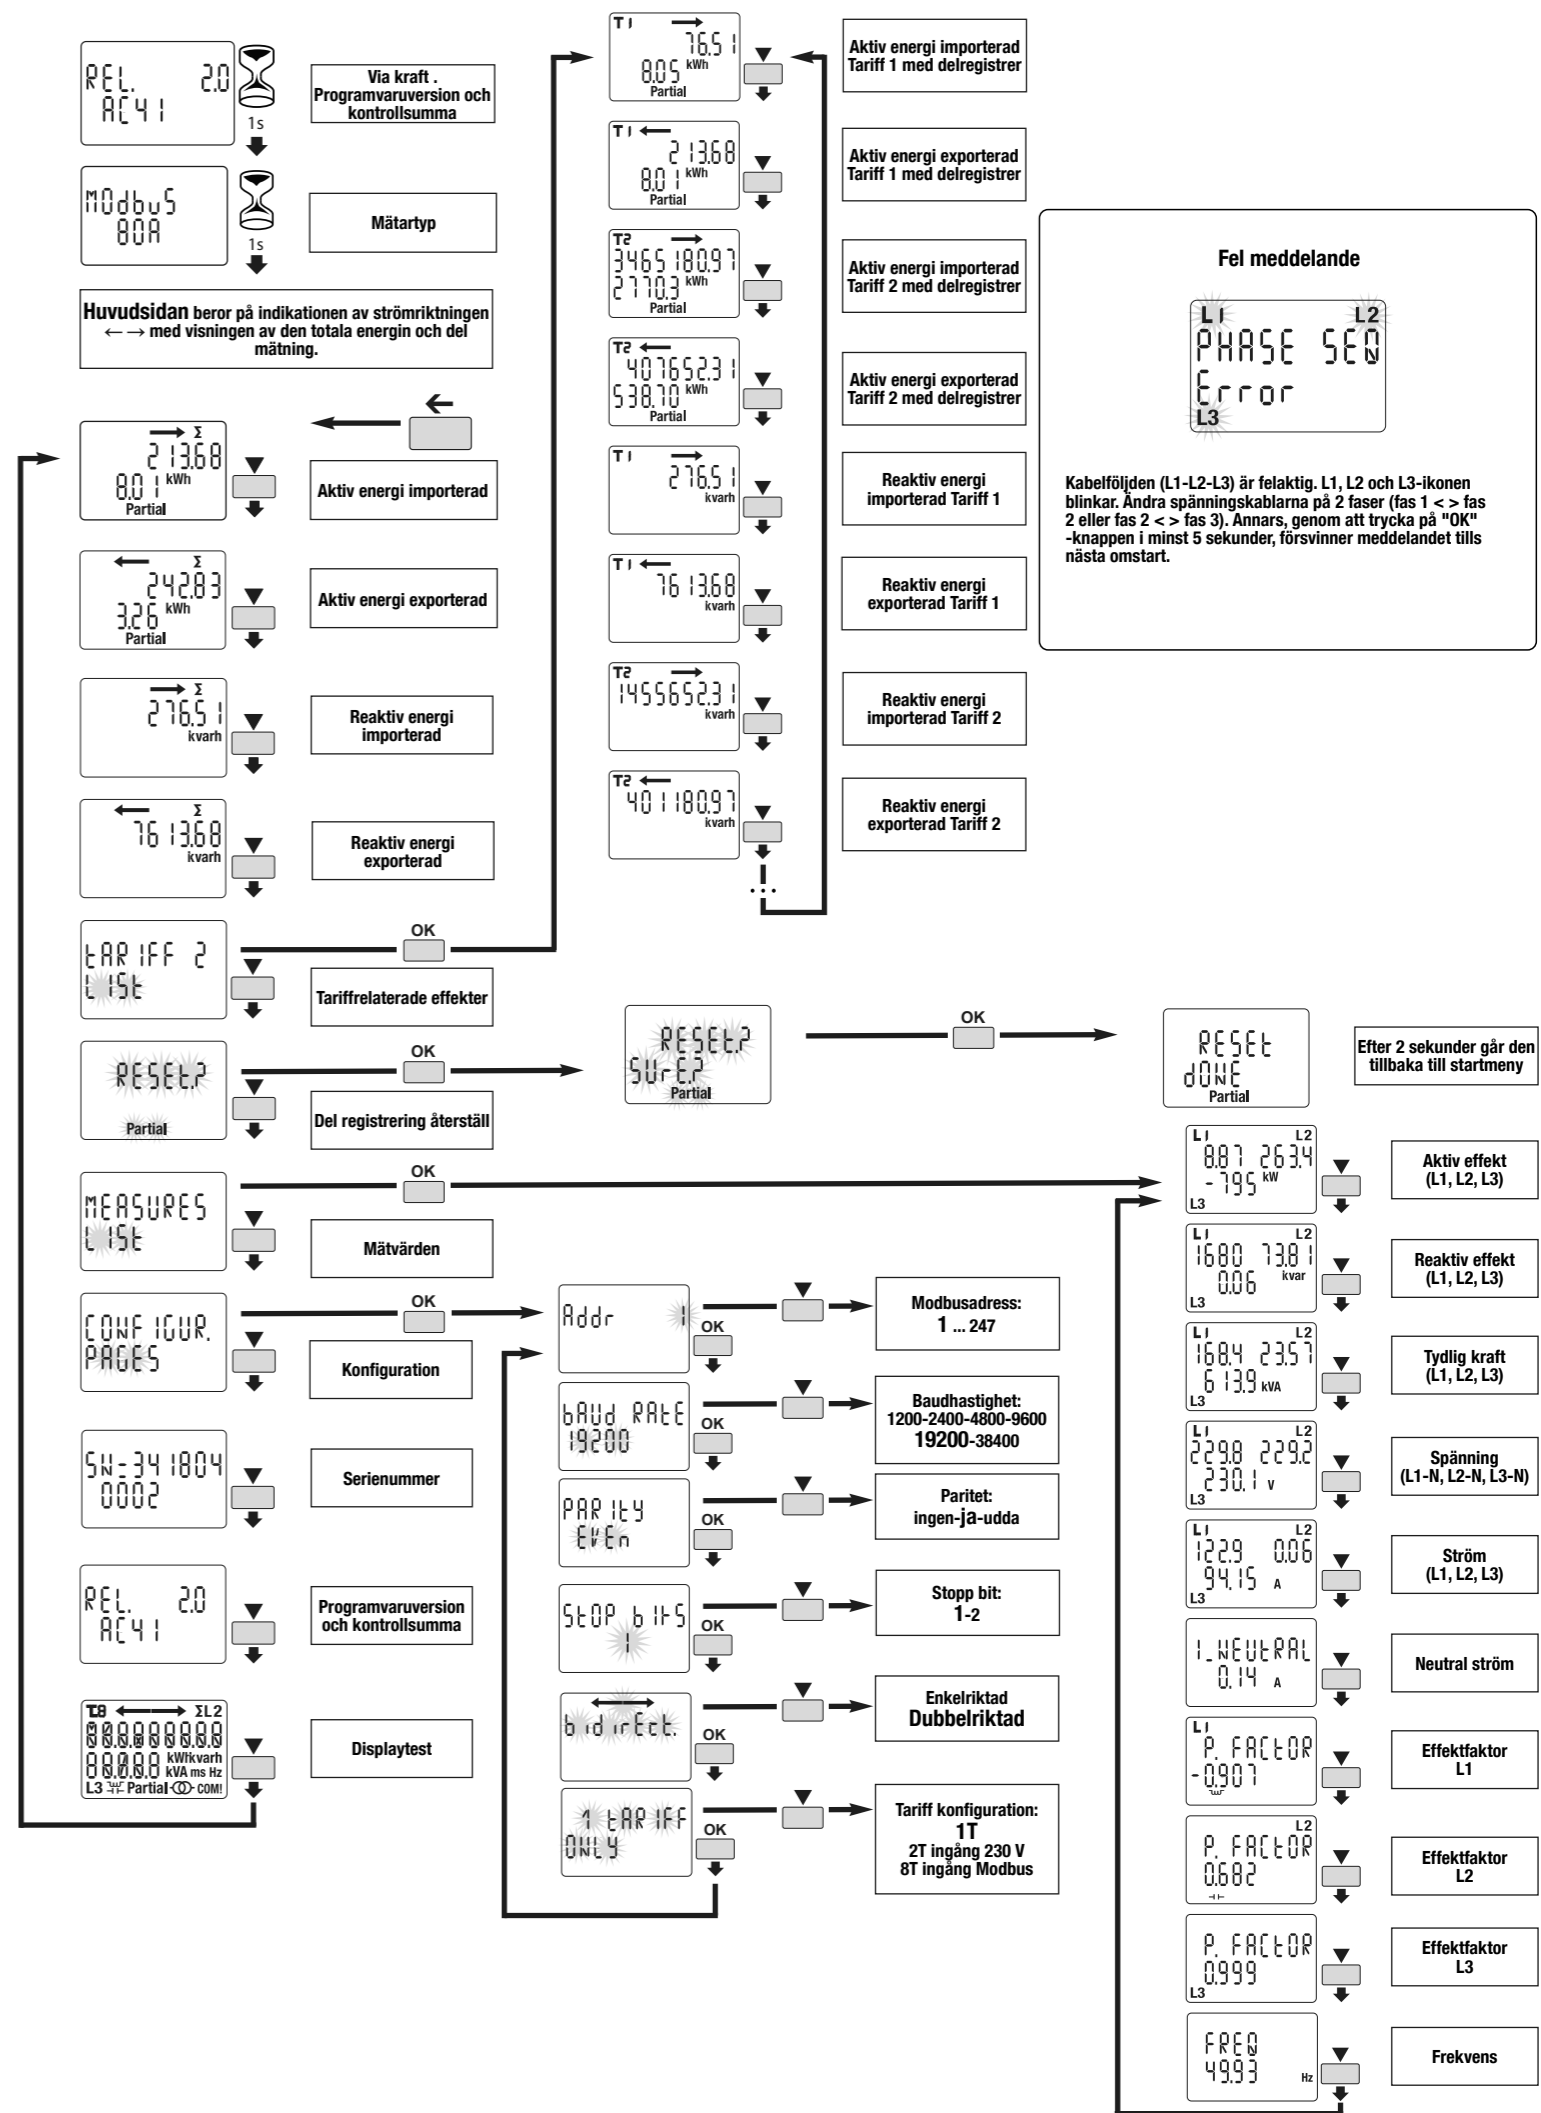 REL. 2.0
AC41
1s
Via kraft .
Programvaruversion och
kontrollsumma
MOdbuS
80A
1s
Mätartyp
Huvudsidan beror på indikationen av strömriktningen
←→ med visningen av den totala energin och del
mätning.
←
Σ
213.68
8.01 kWh
Partial
Aktiv energi importerad
Σ
242.83
3.26 kWh
Partial
Aktiv energi exporterad
Σ
276.51
kvarh
Reaktiv energi
importerad
Σ
7613.68
kvarh
Reaktiv energi
exporterad
tARIFF 2
LISt
OK
Tariffrelaterade effekter
RESEt.?
Partial
OK
Del registrering återställ
RESEt.?
SUrE.?
Partial
OK
RESEt
dONE
Partial
Efter 2 sekunder går den
tillbaka till startmeny
MEASURES
LISt
OK
Mätvärden
CONFIGUR.
PAGES
OK
Konfiguration
SN-341804
0002
Serienummer
REL. 2.0
AC41
Programvaruversion
och kontrollsumma
T8 ΣL2
kWhkvarh
kVA ms Hz
L3 Partial COM!
Displaytest
T1
76.51
8.05 kWh
Partial
Aktiv energi importerad
Tariff 1 med delregistrer
T1
213.68
8.01 kWh
Partial
Aktiv energi exporterad
Tariff 1 med delregistrer
T2
3465180.97
2770.3 kWh
Partial
Aktiv energi importerad
Tariff 2 med delregistrer
T2
407652.31
538.70 kWh
Partial
Aktiv energi exporterad
Tariff 2 med delregistrer
T1
276.51
kvarh
Reaktiv energi
importerad Tariff 1
T1
7613.68
kvarh
Reaktiv energi
exporterad Tariff 1
T2
1455652.31
kvarh
Reaktiv energi
importerad Tariff 2
T2
401180.97
kvarh
Reaktiv energi
exporterad Tariff 2
...
Fel meddelande
L1 L2
PHASE SEQ
Error
L3
Kabelföljden (L1-L2-L3) är felaktig. L1, L2 och L3-ikonen
blinkar. Ändra spänningskablarna på 2 faser (fas 1 < > fas
2 eller fas 2 < > fas 3). Annars, genom att trycka på "OK"
-knappen i minst 5 sekunder, försvinner meddelandet tills
nästa omstart.
Addr 1
OK
Modbusadress:
1 ... 247
bAUd RAtE
19200
OK
Baudhastighet:
1200-2400-4800-9600
19200-38400
PARItY
EVEn
OK
Paritet:
ingen-ja-udda
StOP bItS
1
OK
Stopp bit:
1-2
bidirEct.
OK
Enkelriktad
Dubbelriktad
1 tARIFF
ONLY
OK
Tariff konfiguration:
1T
2T ingång 230 V
8T ingång Modbus
L1 L2
8.87 263.4
-795 kW
L3
Aktiv effekt
(L1, L2, L3)
L1 L2
1680 73.81
0.06 kvar
L3
Reaktiv effekt
(L1, L2, L3)
L1 L2
168.4 23.57
613.9 kVA
L3
Tydlig kraft
(L1, L2, L3)
L1 L2
229.8 229.2
230.1 V
L3
Spänning
(L1-N, L2-N, L3-N)
L1 L2
122.9 0.06
94.15 A
L3
Ström
(L1, L2, L3)
I_NEUtRAL
0.14 A
Neutral ström
L1
P. FACtOR
-0.907
Effektfaktor
L1
L2
P. FACtOR
0.682
Effektfaktor
L2
P. FACtOR
0.999
L3
Effektfaktor
L3
FREQ
49.93
Hz
Frekvens